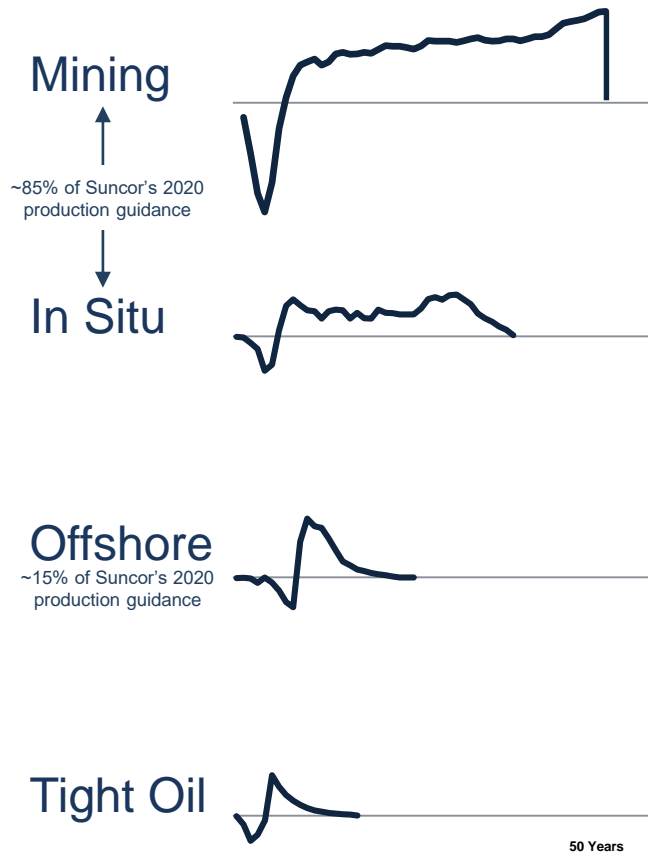 Mining
~85% of Suncor's 2020
production guidance
In Situ
Offshore
~15% of Suncor's 2020
production guidance
Tight Oil
50 Years